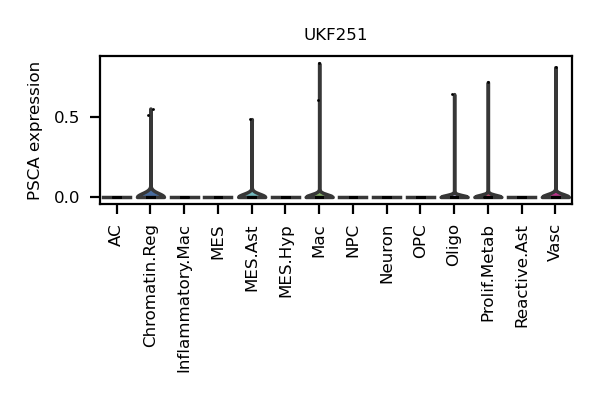 UKF251
PSCA expression
0.5
0.0
AC
Chromatin.Reg
Inflammatory.Mac
MES
MES.Ast
MES.Hyp
Mac
NPC
Neuron
OPC
Oligo
Prolif.Metab
Reactive.Ast
Vasc